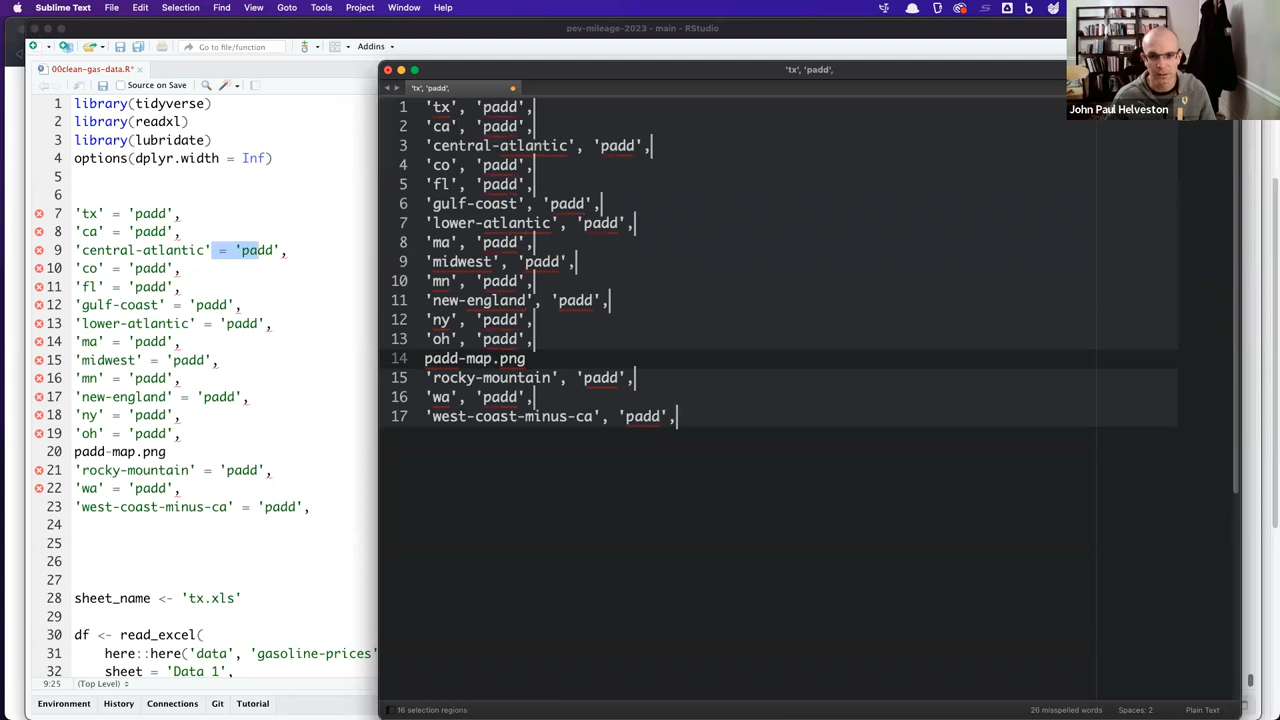 RStudio File Edit View Insert Goto Tools Project Preferences Help
pev-mileage-2023 - main - RStudio
Go to file/function
Addins
00clean-gas-data.R*
Source on Save
1 library(tidyverse)
2 library(readxl)
3 library(lubridate)
4 options(dplyr.width = Inf)
5
6
7 'tx' = 'padd',
8 'ca' = 'padd',
9 'central-atlantic' = 'padd',
10 'co' = 'padd',
11 'fl' = 'padd',
12 'gulf-coast' = 'padd',
13 'lower-atlantic' = 'padd',
14 'ma' = 'padd',
15 'midwest' = 'padd',
16 'mn' = 'padd',
17 'new-england' = 'padd',
18 'ny' = 'padd',
19 'oh' = 'padd',
20 padd-map.png
21 'rocky-mountain' = 'padd',
22 'wa' = 'padd',
23 'west-coast-minus-ca' = 'padd',
24
25
26
27
28 sheet_name <- 'tx.xls'
29
30 df <- read_excel(
31 here::here('data', 'gasoline-prices'
32 sheet = 'Data 1',
9:25 (Top Level)
Environment History Connections Git Tutorial
'tx', 'padd',
'tx', 'padd',
1 'tx', 'padd',
2 'ca', 'padd',
3 'central-atlantic', 'padd',
4 'co', 'padd',
5 'fl', 'padd',
6 'gulf-coast', 'padd',
7 'lower-atlantic', 'padd',
8 'ma', 'padd',
9 'midwest', 'padd',
10 'mn', 'padd',
11 'new-england', 'padd',
12 'ny', 'padd',
13 'oh', 'padd',
14 padd-map.png
15 'rocky-mountain', 'padd',
16 'wa', 'padd',
17 'west-coast-minus-ca', 'padd',
16 selection regions
20 misspelled words
Spaces: 2
Plain Text
John Paul Helveston